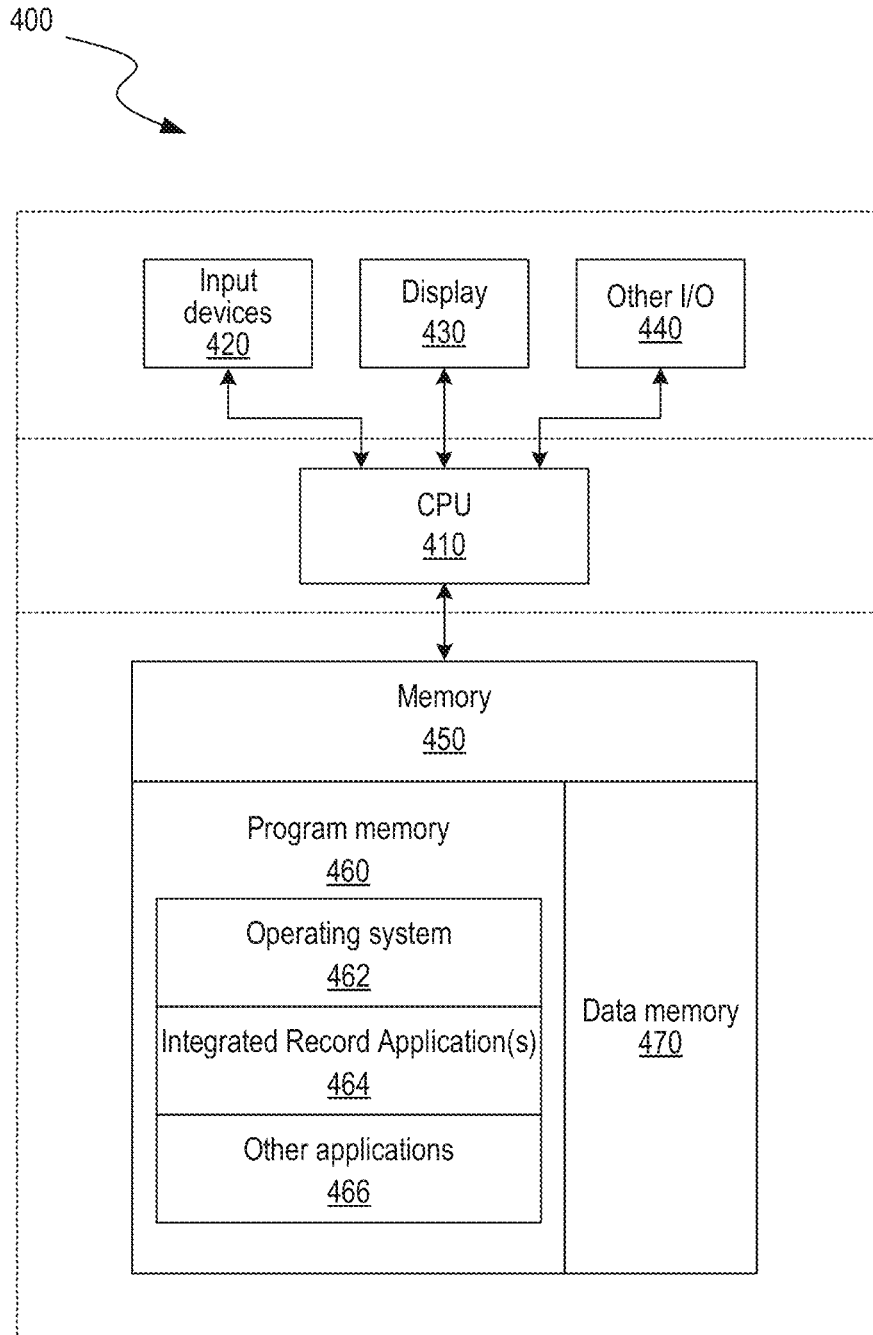 400
Input
devices
420
Display
430
Other I/O
440
CPU
410
Memory
450
Program memory
460
Operating system
462
Integrated Record Application(s)
464
Other applications
466
Data memory
470